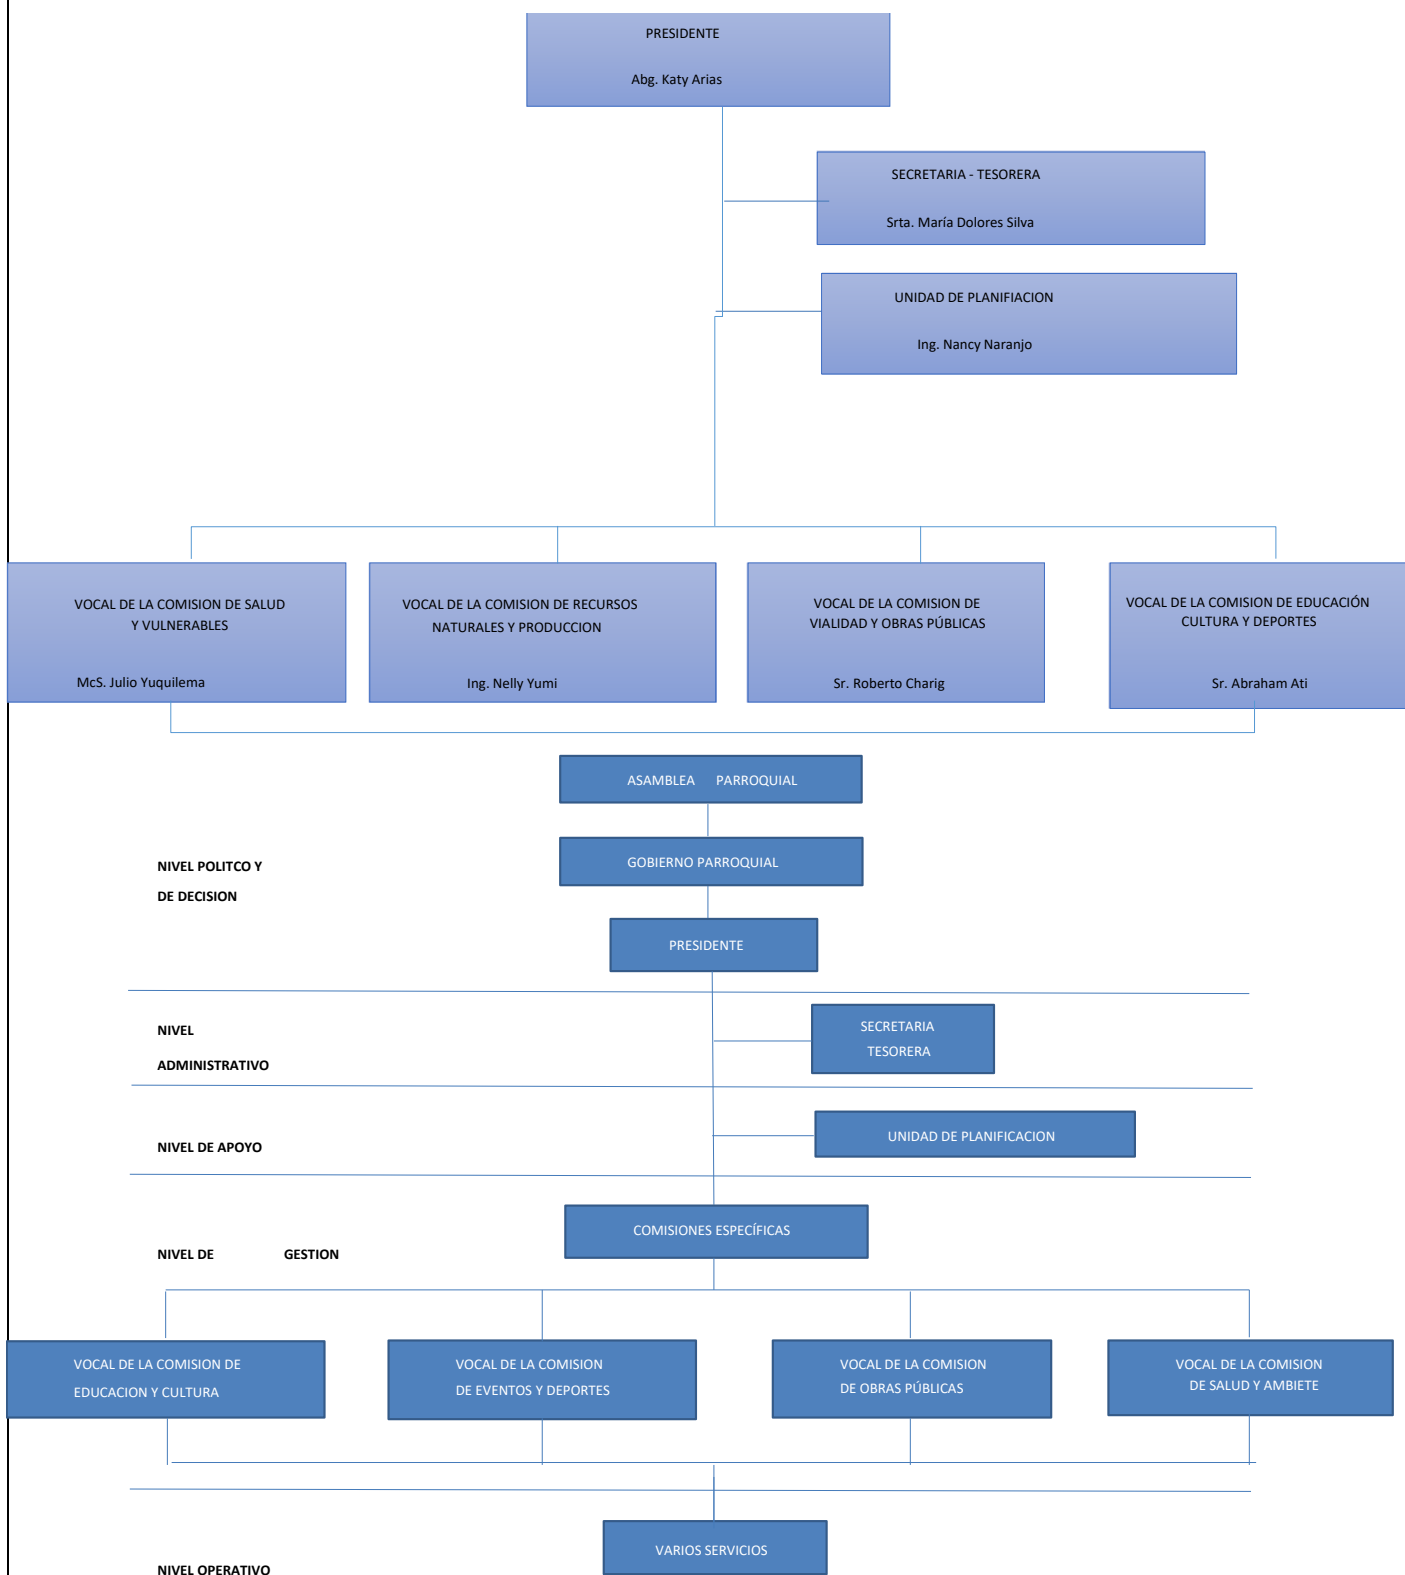 PRESIDENTE
Abg. Katy Arias
SECRETARIA - TESORERA
Srta. María Dolores Silva
UNIDAD DE PLANIFIACION
Ing. Nancy Naranjo
VOCAL DE LA COMISION DE SALUD
Y VULNERABLES
McS. Julio Yuquilema
VOCAL DE LA COMISION DE RECURSOS
NATURALES Y PRODUCCION
Ing. Nelly Yumi
VOCAL DE LA COMISION DE
VIALIDAD Y OBRAS PÚBLICAS
Sr. Roberto Charig
VOCAL DE LA COMISION DE EDUCACIÓN
CULTURA Y DEPORTES
Sr. Abraham Ati
ASAMBLEA PARROQUIAL
NIVEL POLITCO Y
DE DECISION
GOBIERNO PARROQUIAL
PRESIDENTE
NIVEL
ADMINISTRATIVO
SECRETARIA
TESORERA
NIVEL DE APOYO
UNIDAD DE PLANIFICACION
COMISIONES ESPECÍFICAS
NIVEL DE GESTION
VOCAL DE LA COMISION DE
EDUCACION Y CULTURA
VOCAL DE LA COMISION
DE EVENTOS Y DEPORTES
VOCAL DE LA COMISION
DE OBRAS PÚBLICAS
VOCAL DE LA COMISION
DE SALUD Y AMBIETE
VARIOS SERVICIOS
NIVEL OPERATIVO